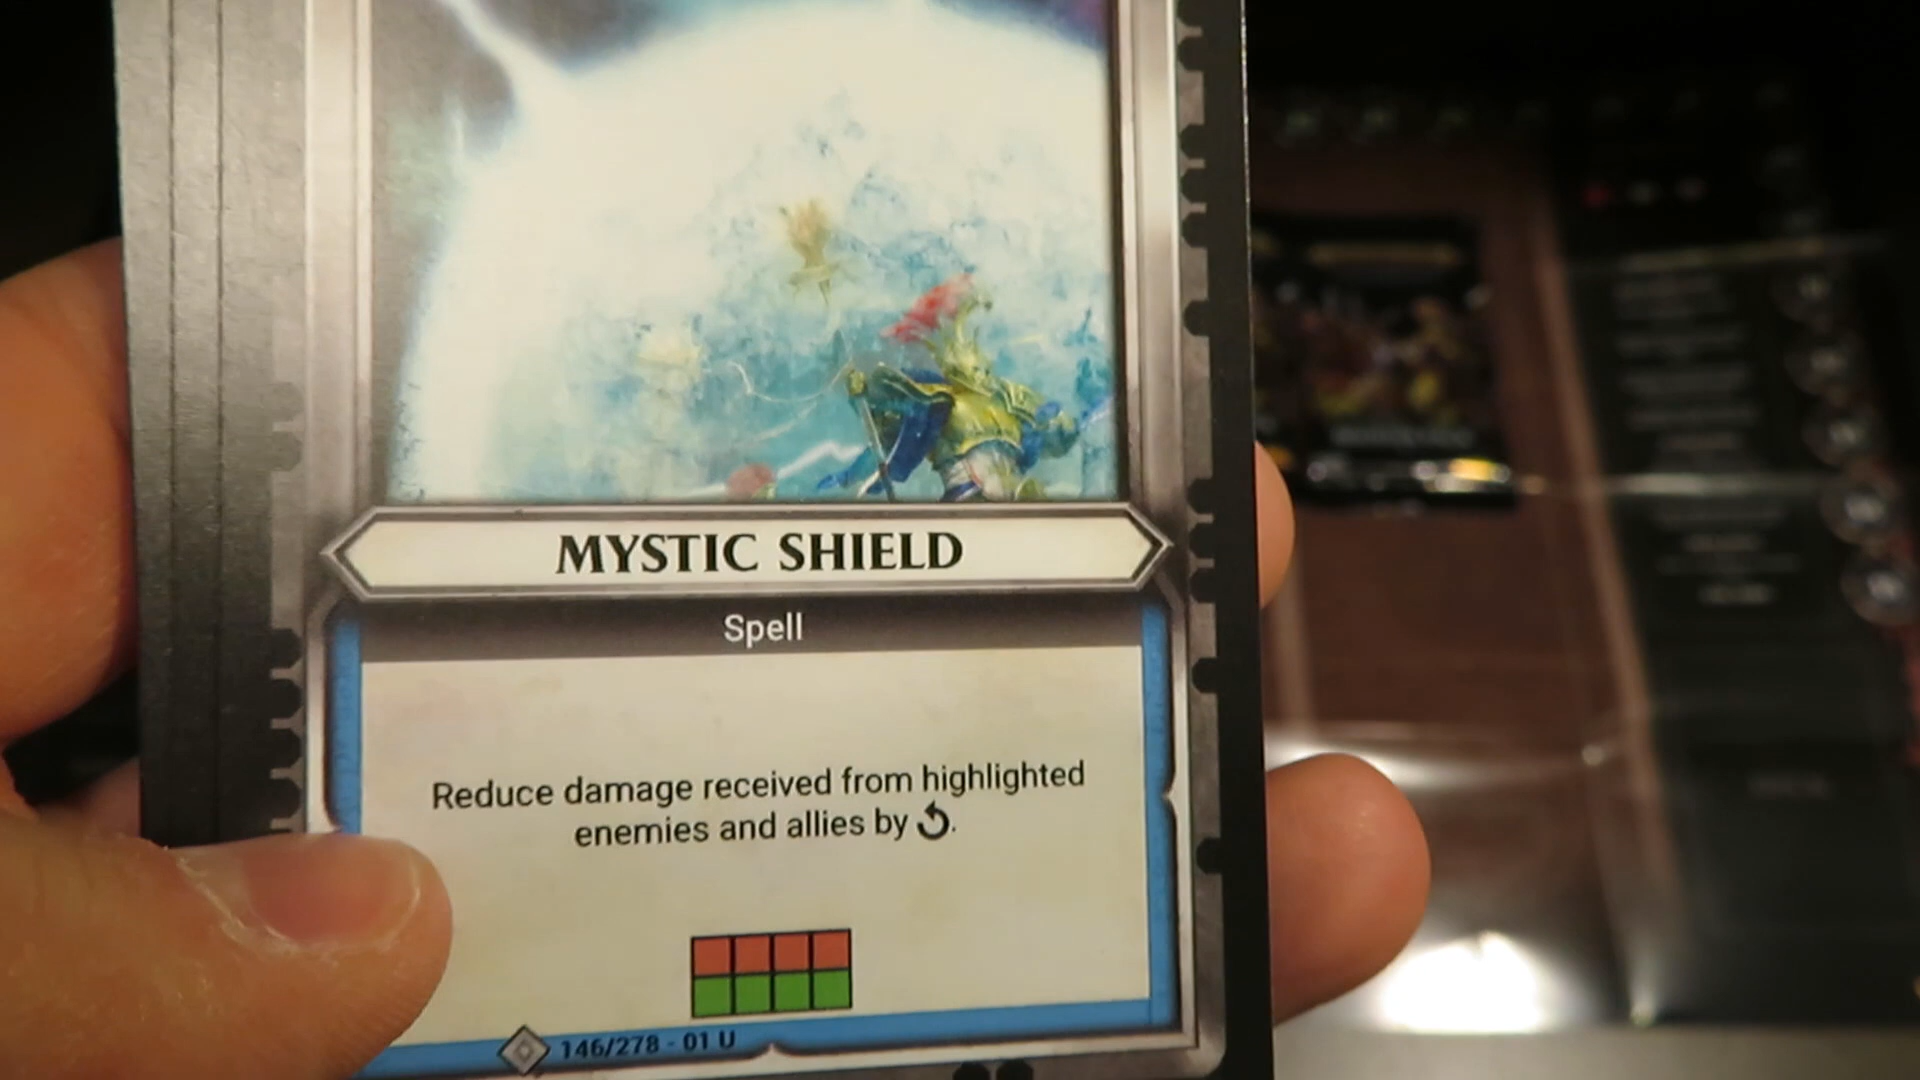 MYSTIC SHIELD
Spell
Reduce damage received from highlighted
enemies and allies by
146/278 - 01 U